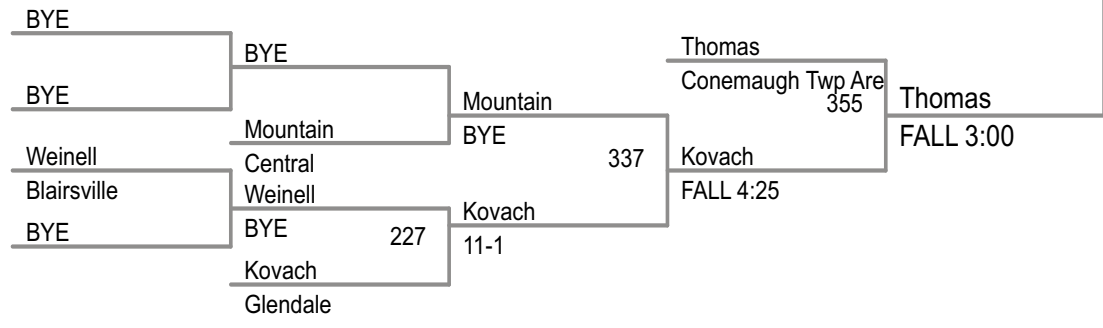 BYE
BYE
Weinell
Blairsville
BYE
BYE
Mountain
Central
Weinell
BYE
227
Kovach
Glendale
Mountain
BYE
337
Kovach
11-1
Thomas
Conemaugh Twp Are
355
Kovach
FALL 4:25
Thomas
FALL 3:00